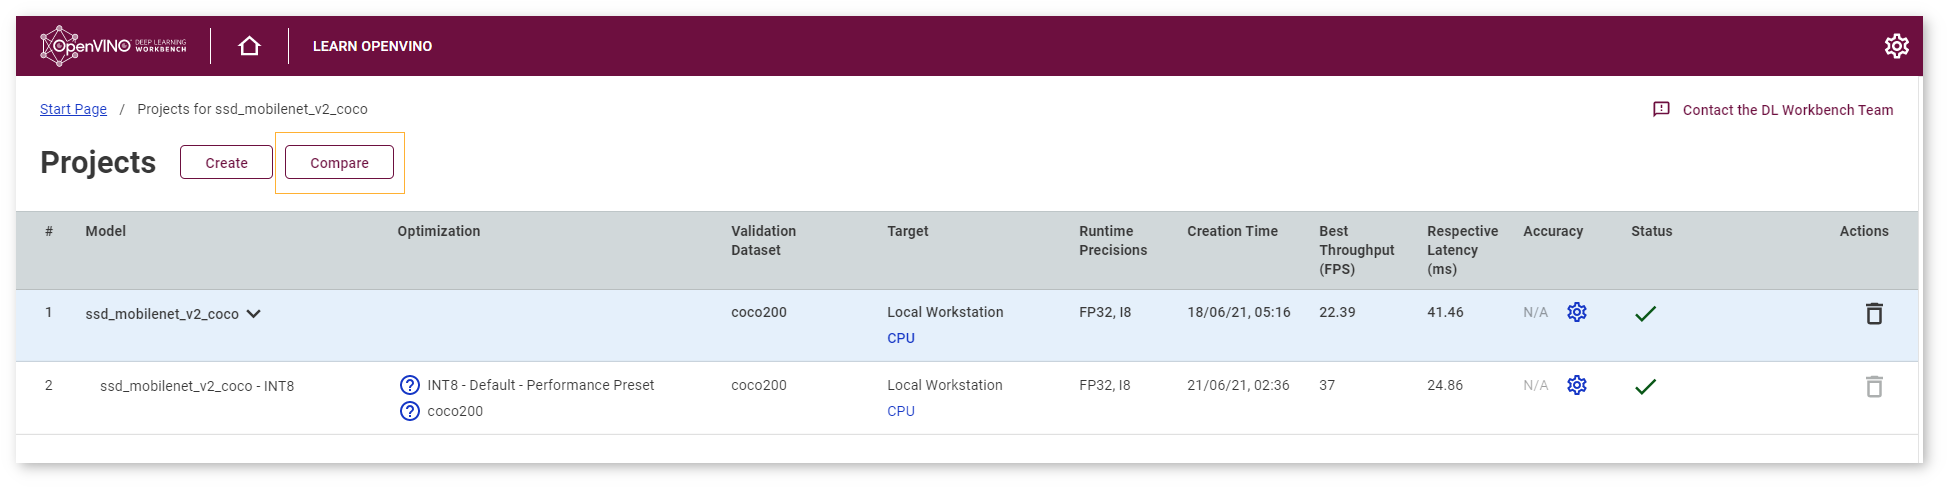 OpenVINO DEEP LEARNING WORKBENCH LEARN OPENVINO
Start Page / Projects for ssd_mobilenet_v2_coco Contact the DL Workbench Team
Projects Create Compare
# Model Optimization Validation Dataset Target Runtime Precisions Creation Time Best Throughput (FPS) Respective Latency (ms) Accuracy Status Actions
1 ssd_mobilenet_v2_coco coco200 Local Workstation FP32, I8 18/06/21, 05:16 22.39 41.46 N/A
CPU
2 ssd_mobilenet_v2_coco - INT8 INT8 - Default - Performance Preset coco200 Local Workstation FP32, I8 21/06/21, 02:36 37 24.86 N/A
coco200 CPU